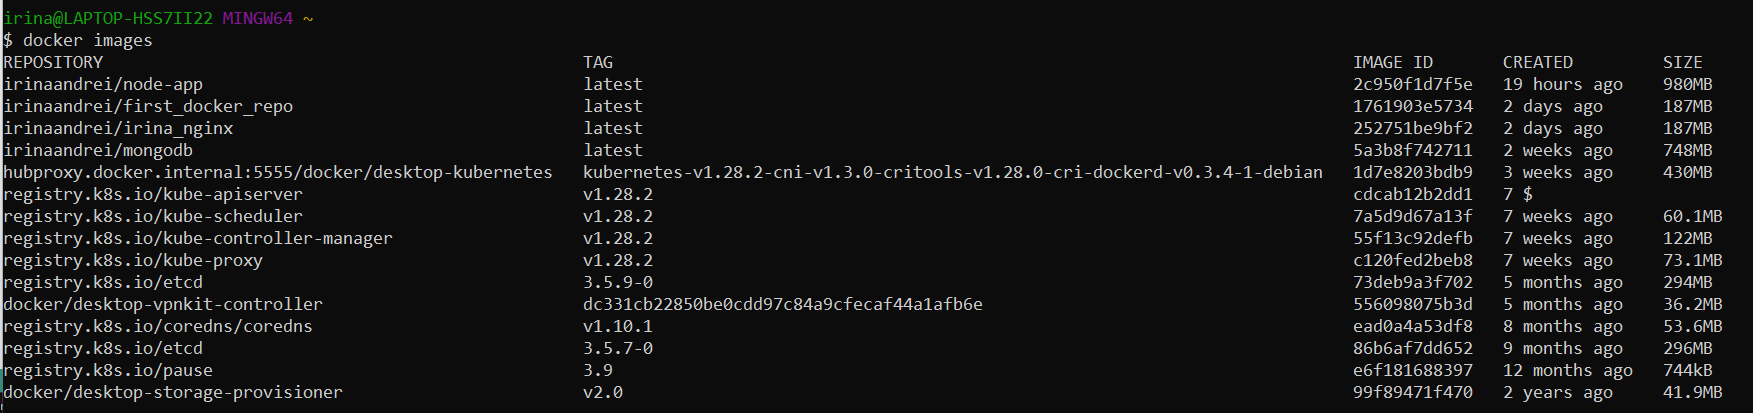 irina@LAPTOP-HSS7II22 MINGW64 ~
$ docker images
REPOSITORY TAG IMAGE ID CREATED SIZE
irinaandrei/node-app latest 2c950f1d7f5e 19 hours ago 980MB
irinaandrei/first_docker_repo latest 1761903e5734 2 days ago 187MB
irinaandrei/irina_nginx latest 252751be9bf2 2 days ago 187MB
irinaandrei/mongodb latest 5a3b8f742711 2 weeks ago 748MB
hubproxy.docker.internal:5555/docker/desktop-kubernetes kubernetes-v1.28.2-cni-v1.3.0-critools-v1.28.0-cri-dockerd-v0.3.4-1-debian 1d7e8203bdb9 3 weeks ago 430MB
registry.k8s.io/kube-apiserver v1.28.2 cdcab12b2dd1 7 $
registry.k8s.io/kube-scheduler v1.28.2 7a5d9d67a13f 7 weeks ago 60.1MB
registry.k8s.io/kube-controller-manager v1.28.2 55f13c92defb 7 weeks ago 122MB
registry.k8s.io/kube-proxy v1.28.2 c120fed2beb8 7 weeks ago 73.1MB
registry.k8s.io/etcd 3.5.9-0 73deb9a3f702 5 months ago 294MB
docker/desktop-vpnkit-controller dc331cb22850be0cdd97c84a9cfecaf44a1afb6e 556098075b3d 5 months ago 36.2MB
registry.k8s.io/coredns/coredns v1.10.1 ead0a4a53df8 8 months ago 53.6MB
registry.k8s.io/etcd 3.5.7-0 86b6af7dd652 9 months ago 296MB
registry.k8s.io/pause 3.9 e6f181688397 12 months ago 744kB
docker/desktop-storage-provisioner v2.0 99f89471f470 2 years ago 41.9MB